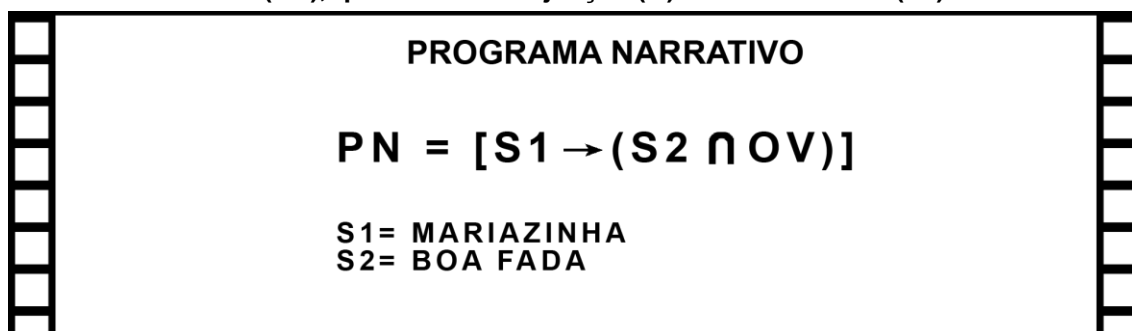 PROGRAMA NARRATIVO
PN = [S1→(S2 ∩ OV)]
S1= MARIAZINHA
S2= BOA FADA